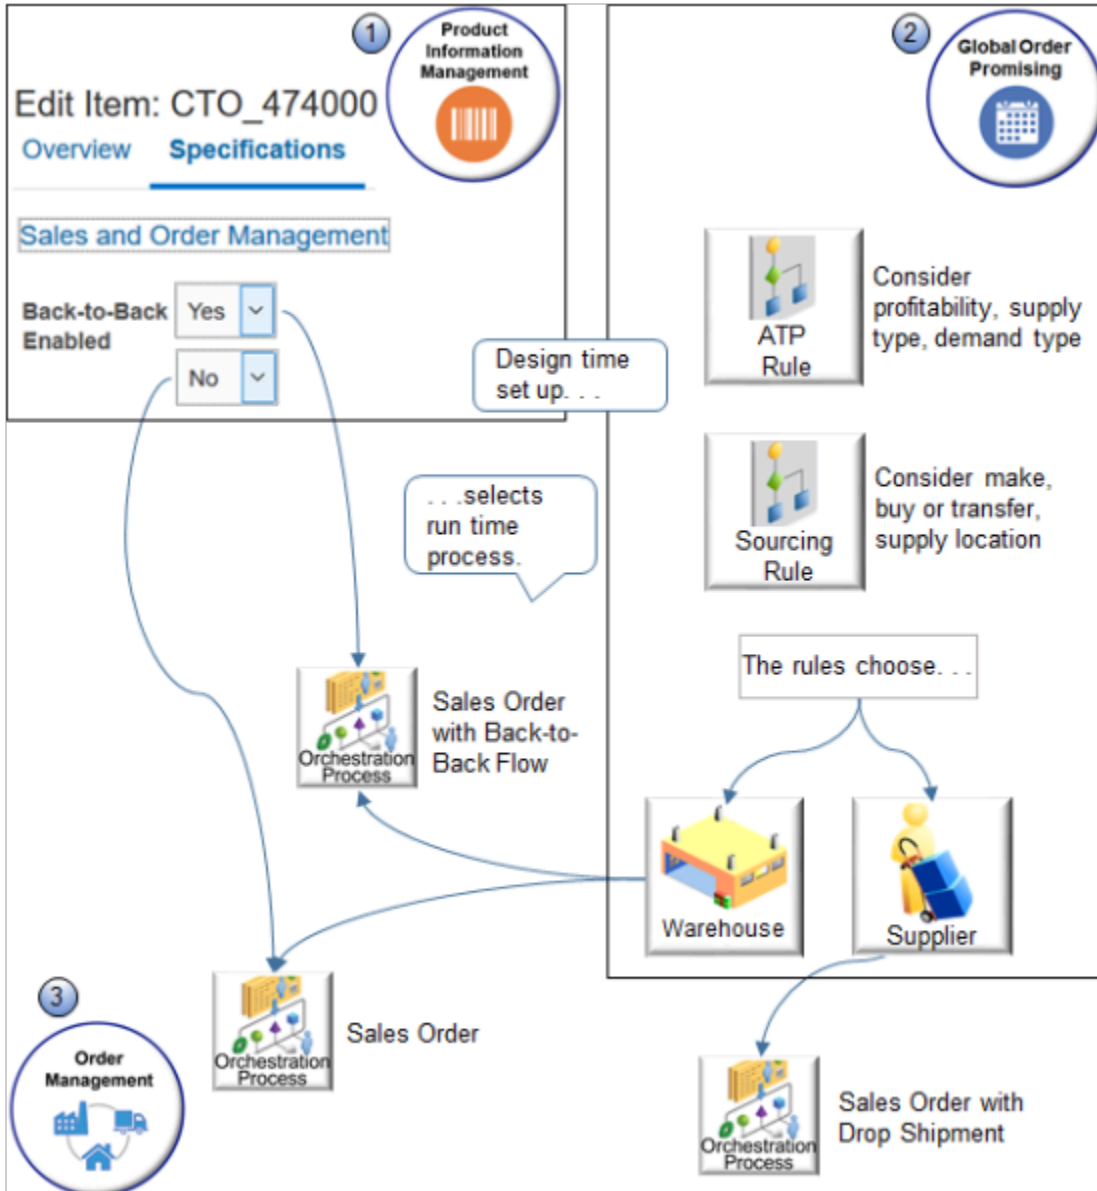 1
Product
Information
Management
Edit Item: CTO_474000
Overview Specifications
Sales and Order Management
Back-to-Back
Enabled
Yes
No
2
Global Order
Promising
ATP
Rule
Consider
profitability, supply
type, demand type
Design time
set up. . .
Sourcing
Rule
Consider make,
buy or transfer,
supply location
. . .selects
run time
process.
The rules choose. . .
Orchestration
Process
Sales Order
with Back-to-
Back Flow
Warehouse
Supplier
3
Order
Management
Orchestration
Process
Sales Order
Orchestration
Process
Sales Order with
Drop Shipment